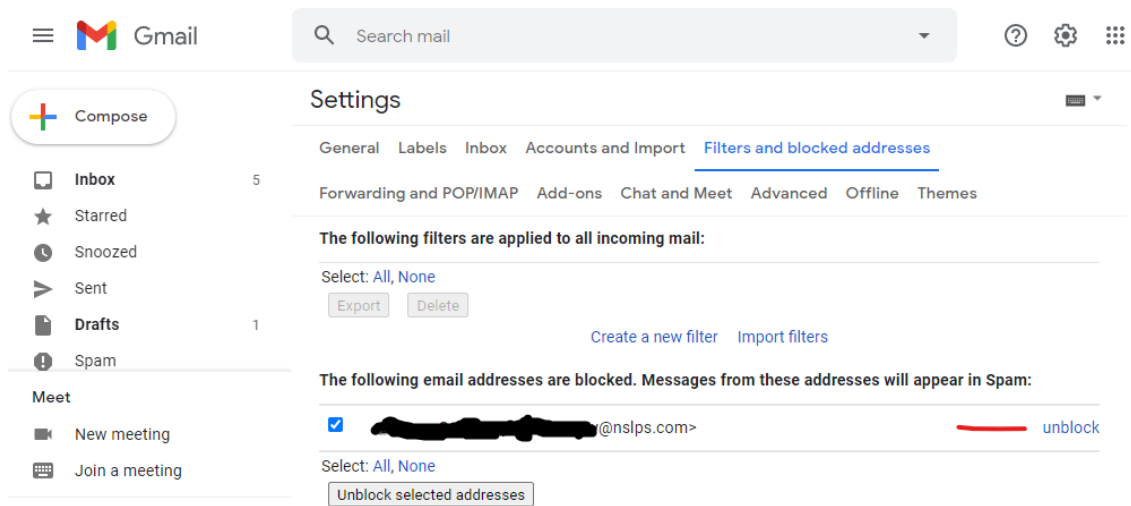 Gmail
Search mail
Compose
Inbox 5
Starred
Snoozed
Sent
Drafts 1
Spam
Meet
New meeting
Join a meeting
Settings
General Labels Inbox Accounts and Import Filters and blocked addresses
Forwarding and POP/IMAP Add-ons Chat and Meet Advanced Offline Themes
The following filters are applied to all incoming mail:
Select: All, None
Export Delete
Create a new filter Import filters
The following email addresses are blocked. Messages from these addresses will appear in Spam:
@nslps.com> unblock
Select: All, None
Unblock selected addresses